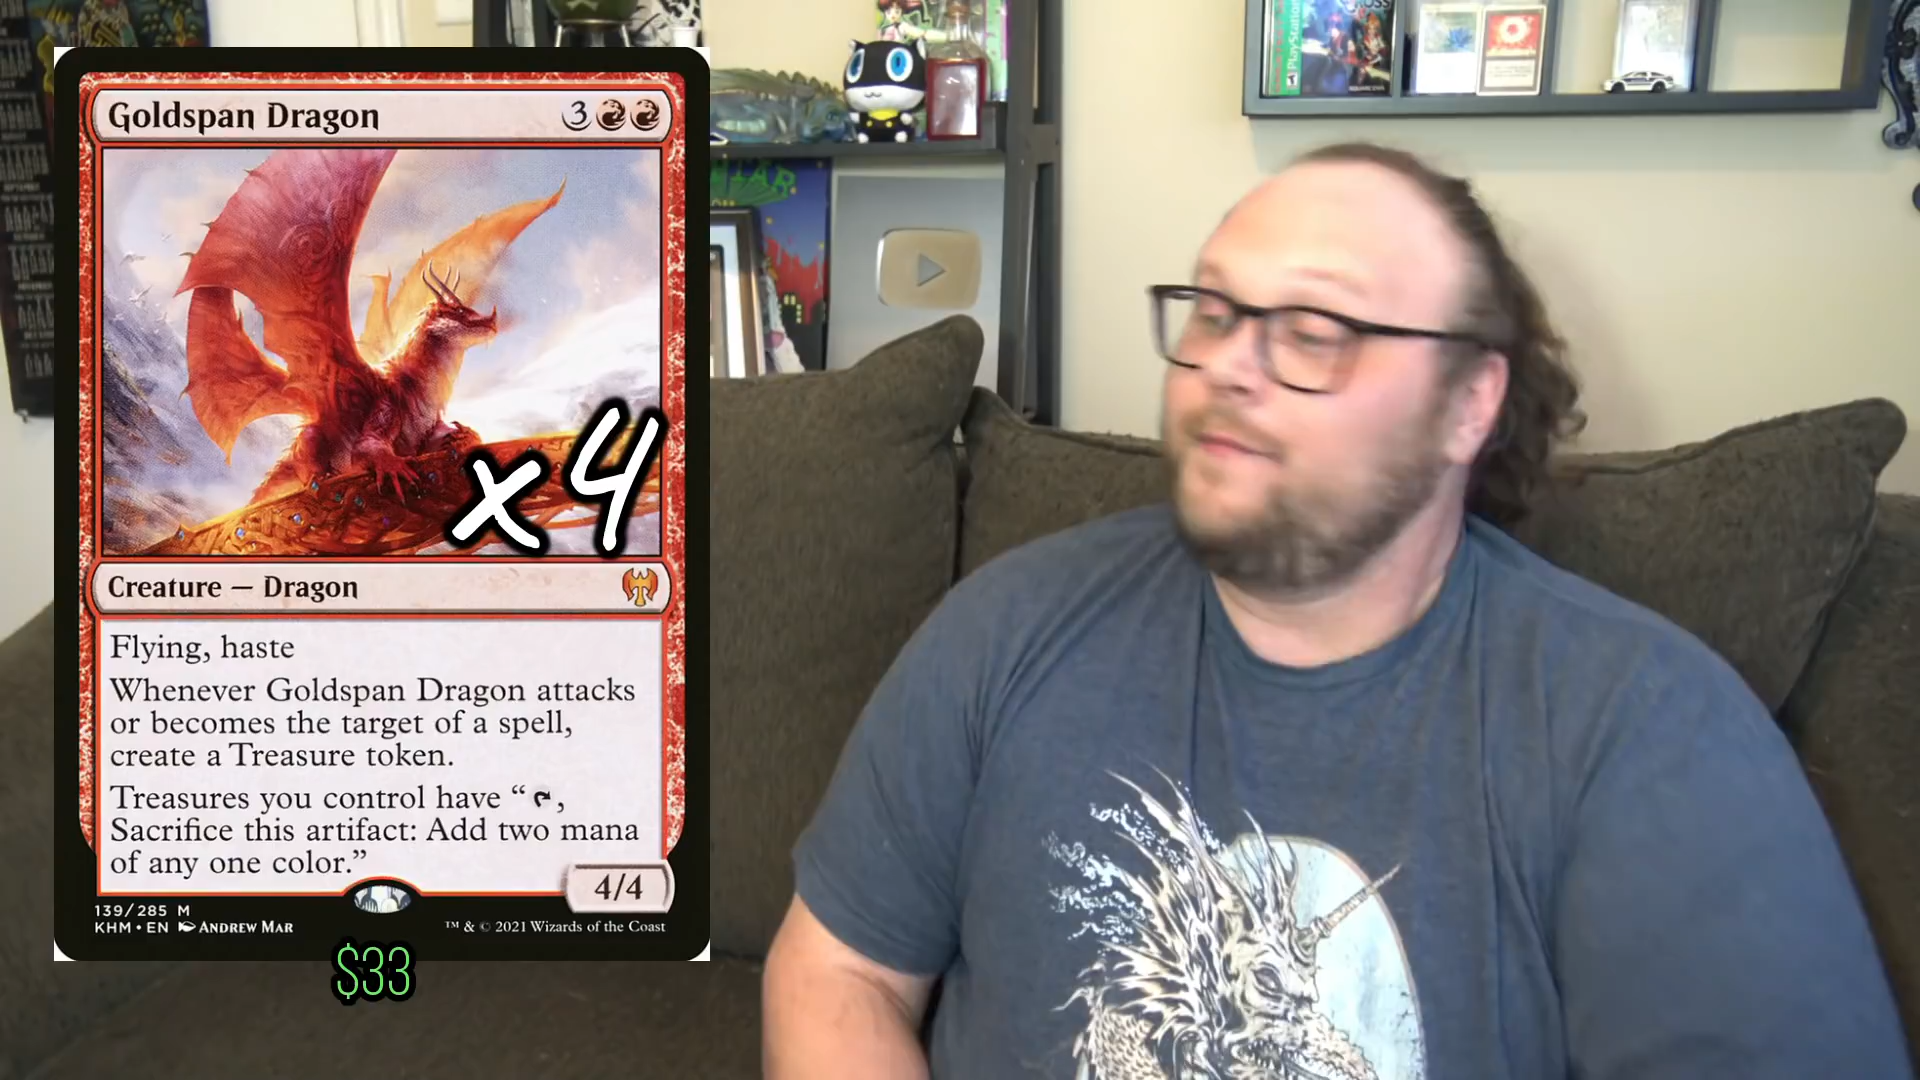 Goldspan Dragon 3
x4
Creature — Dragon
Flying, haste
Whenever Goldspan Dragon attacks
or becomes the target of a spell,
create a Treasure token.
Treasures you control have “ ,
Sacrifice this artifact: Add two mana
of any one color.”
4/4
139/285 M
KHM • EN ANDREW MAR
™ & © 2021 Wizards of the Coast
$33
PlayStation
CROSS